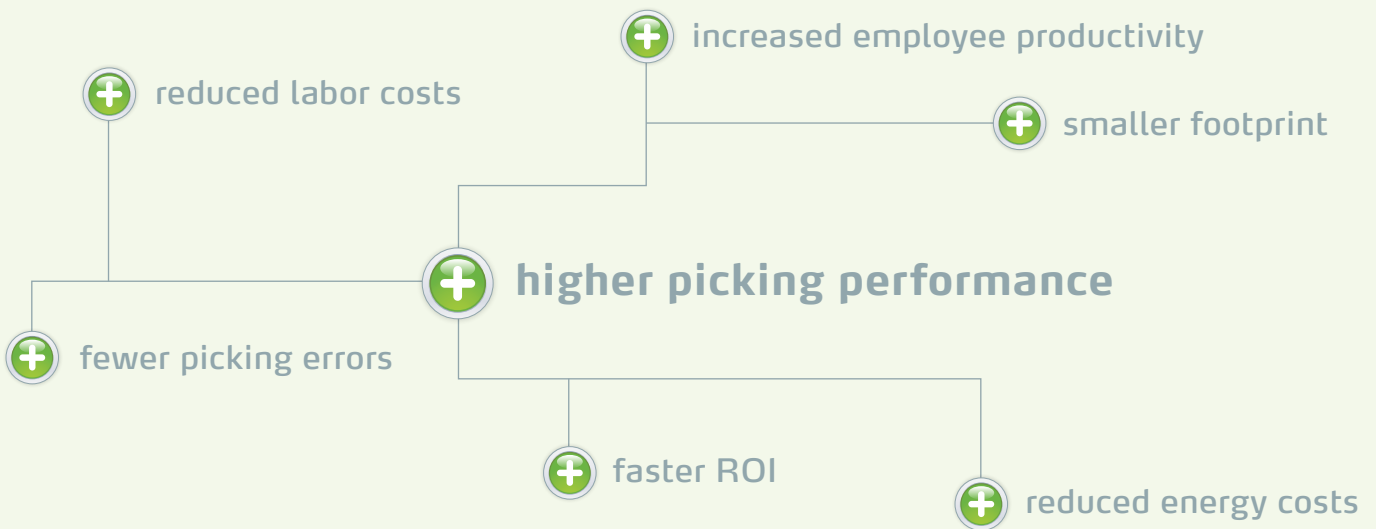 increased employee productivity
reduced labor costs
smaller footprint
higher picking performance
fewer picking errors
faster ROI
reduced energy costs